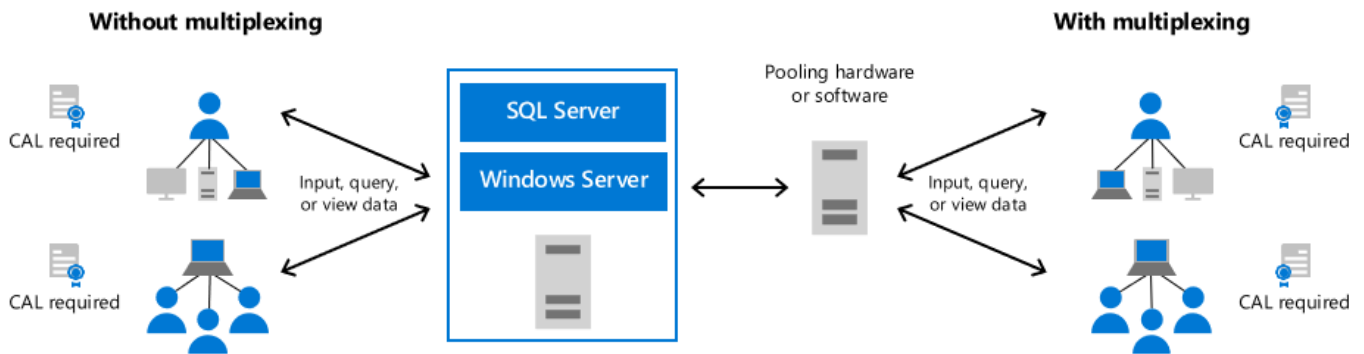 Without multiplexing
With multiplexing
CAL required
Input, query,
or view data
CAL required
SQL Server
Windows Server
Pooling hardware
or software
Input, query,
or view data
CAL required
CAL required